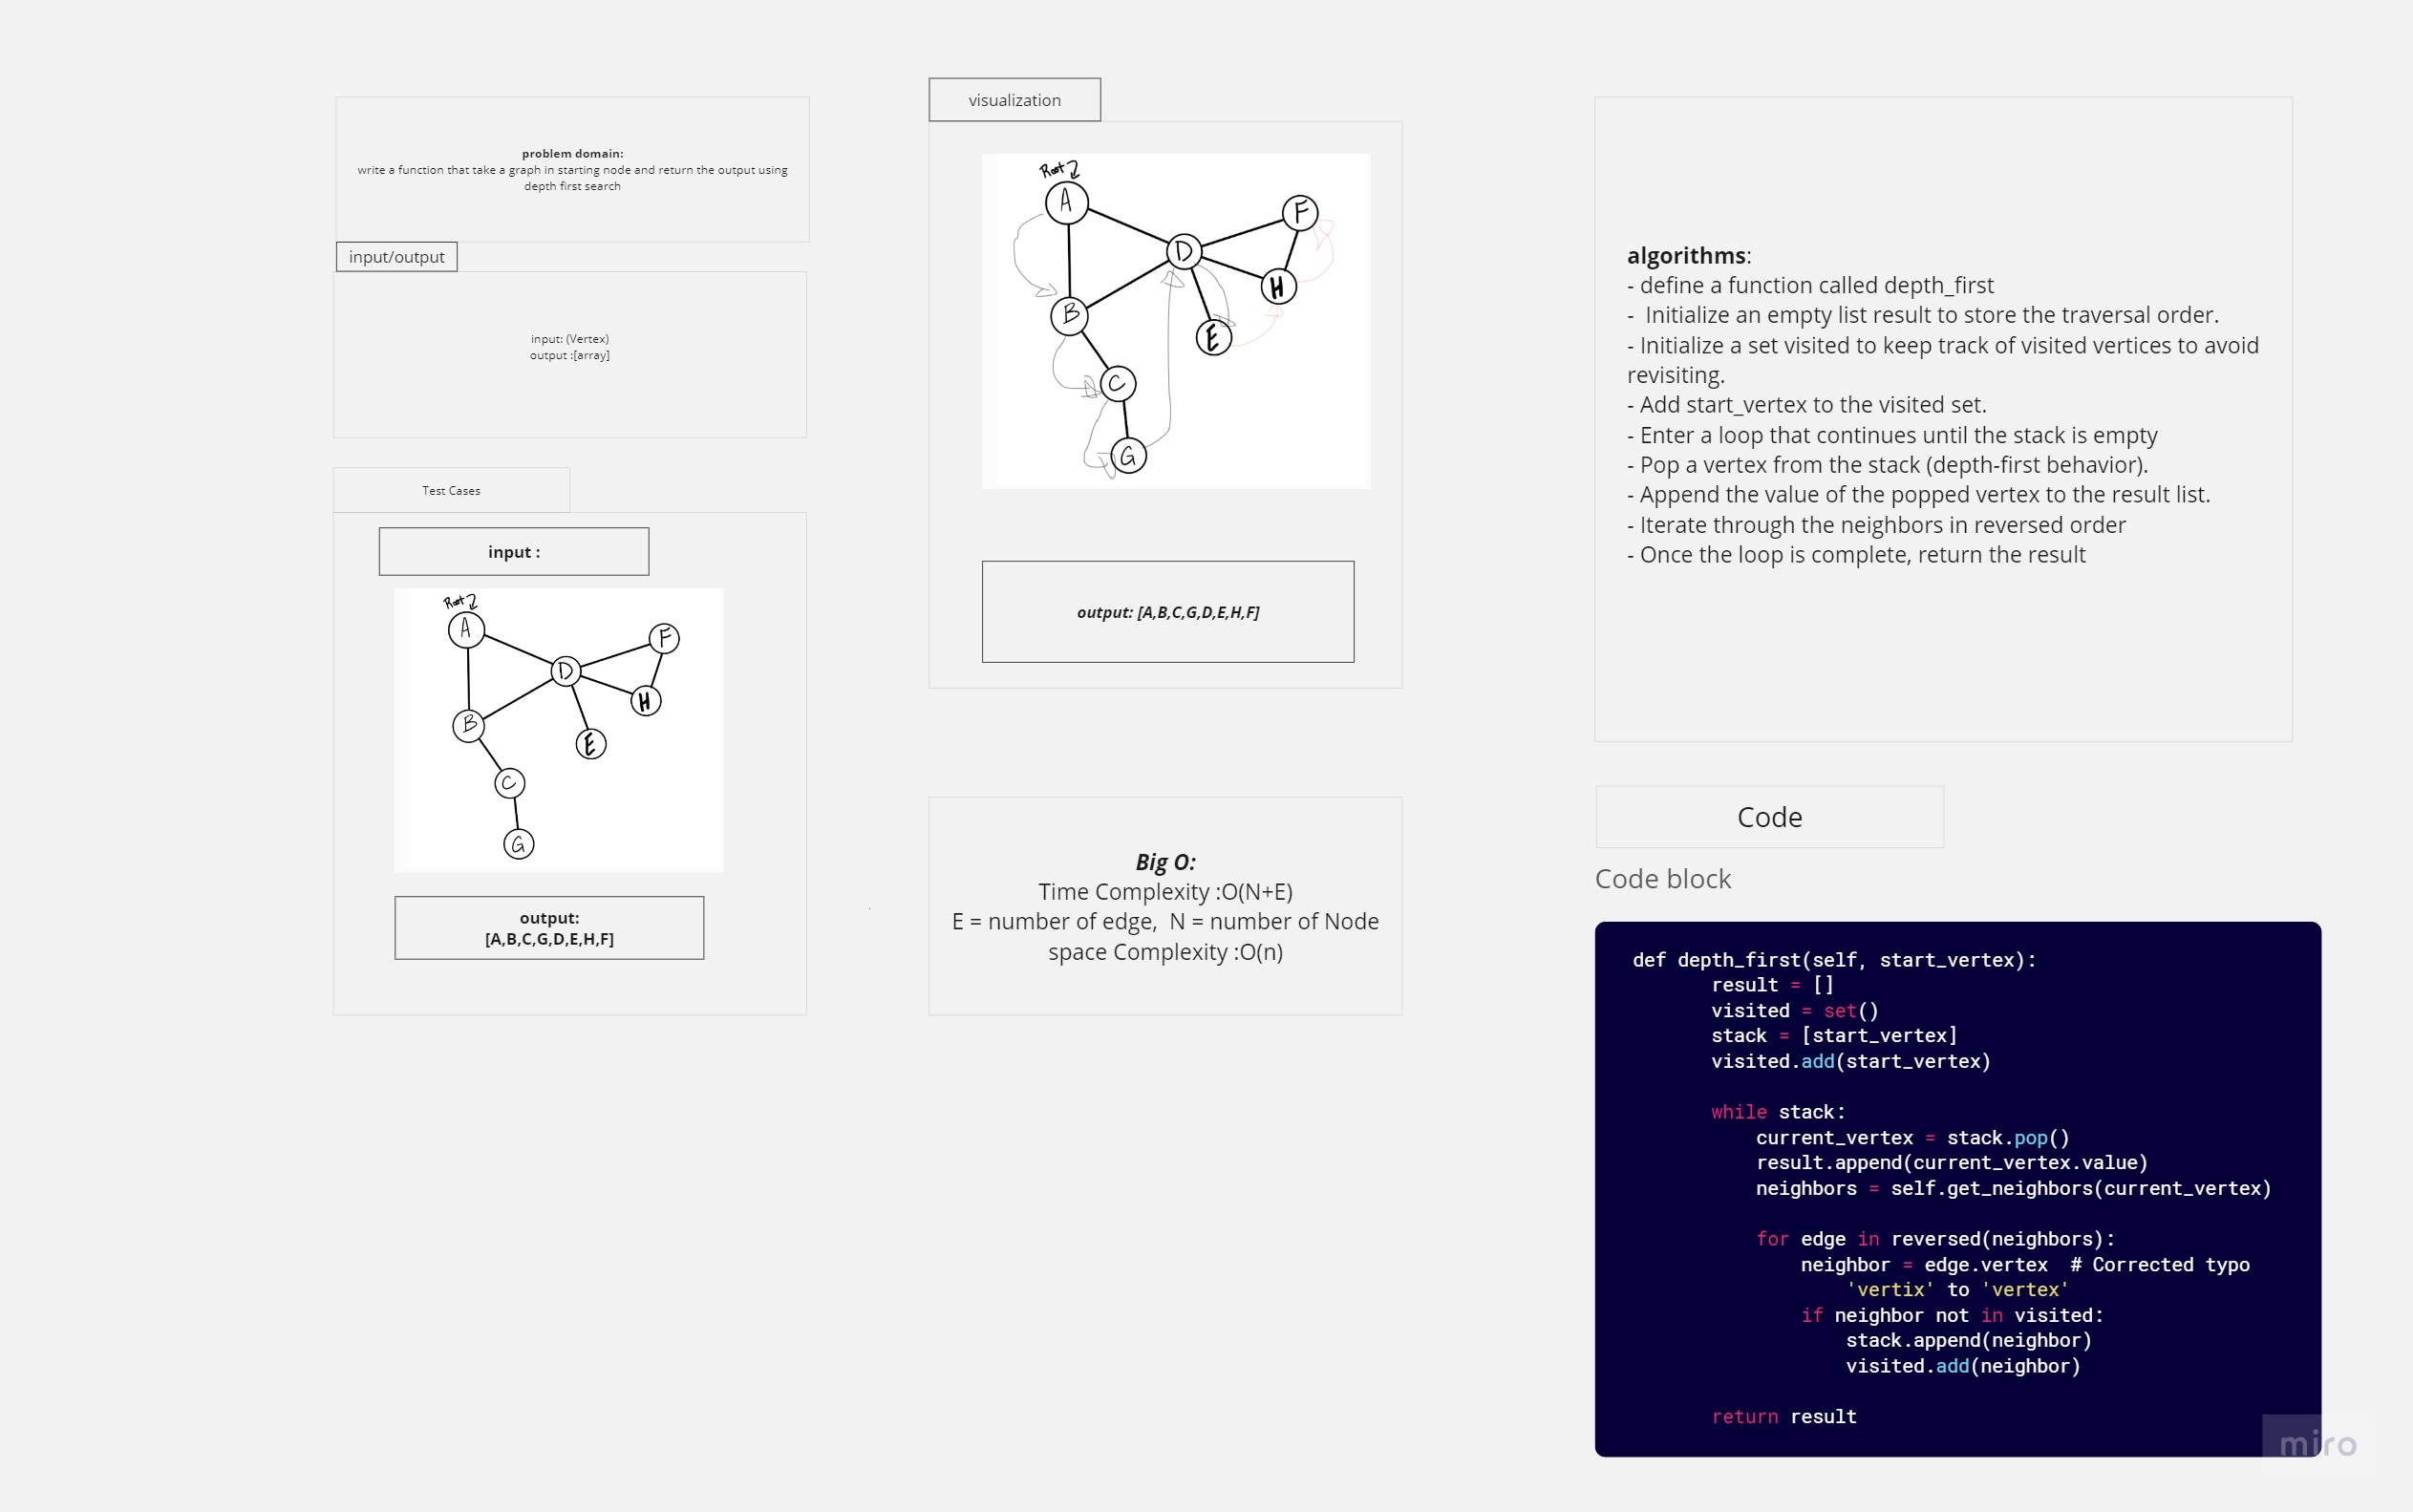 problem domain:
write a function that take a graph in starting node and return the output using
depth first search
input/output
input: (Vertex)
output :[array]
Test Cases
input :
Root
A
F
D
H
B
E
C
G
output:
[A,B,C,G,D,E,H,F]
visualization
Root
A
F
D
H
B
E
C
G
output: [A,B,C,G,D,E,H,F]
Big O:
Time Complexity :O(N+E)
E = number of edge,  N = number of Node
space Complexity :O(n)
algorithms:
- define a function called depth_first
-  Initialize an empty list result to store the traversal order.
- Initialize a set visited to keep track of visited vertices to avoid
revisiting.
- Add start_vertex to the visited set.
- Enter a loop that continues until the stack is empty
- Pop a vertex from the stack (depth-first behavior).
- Append the value of the popped vertex to the result list.
- Iterate through the neighbors in reversed order
- Once the loop is complete, return the result
Code
Code block
def depth_first(self, start_vertex):
result = []
visited = set()
stack = [start_vertex]
visited.add(start_vertex)
while stack:
current_vertex = stack.pop()
result.append(current_vertex.value)
neighbors = self.get_neighbors(current_vertex)
for edge in reversed(neighbors):
neighbor = edge.vertex  # Corrected typo
'vertix' to 'vertex'
if neighbor not in visited:
stack.append(neighbor)
visited.add(neighbor)
return result
miro